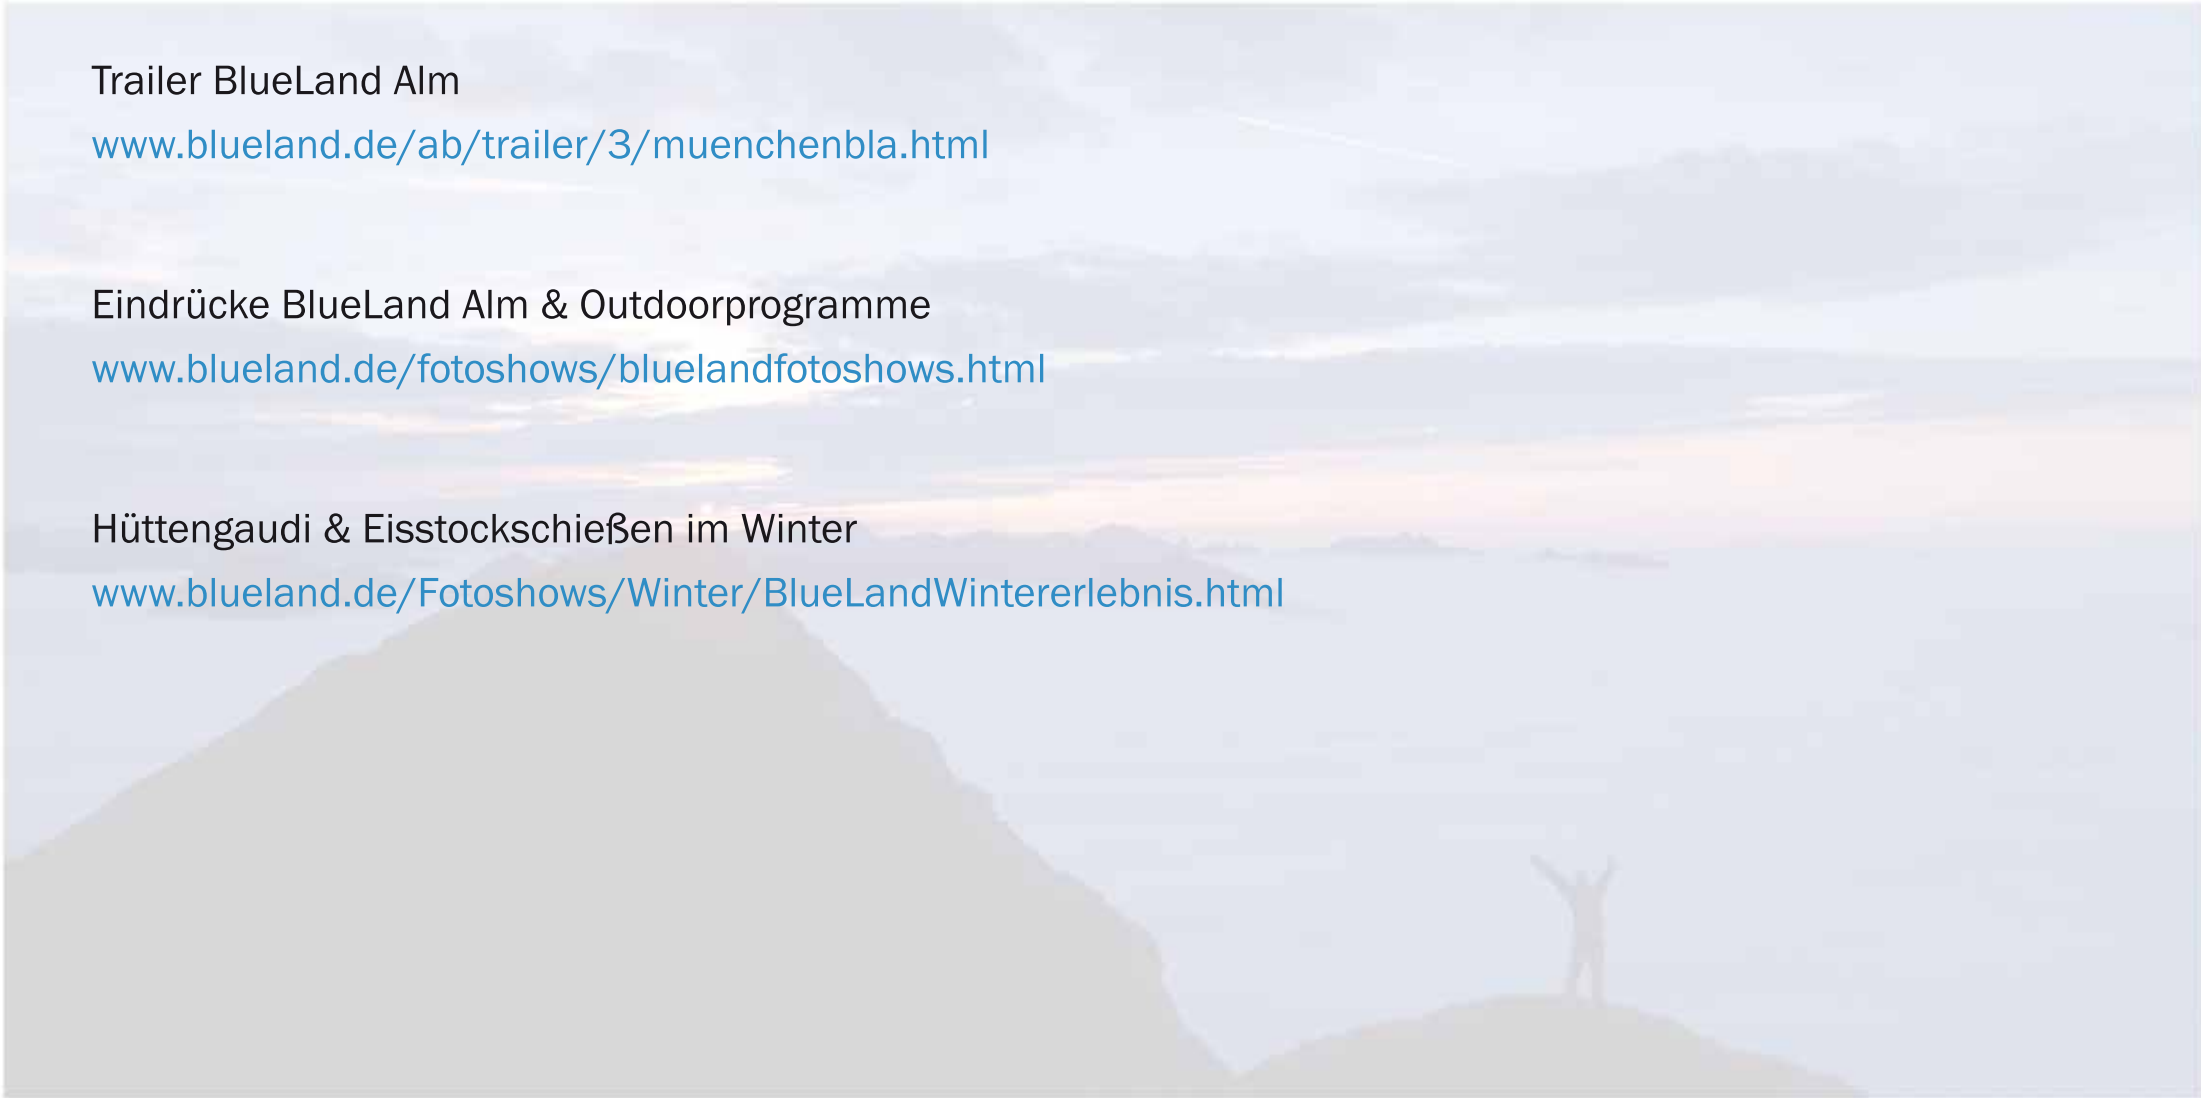 Trailer BlueLand Alm
www.blueland.de/ab/trailer/3/muenchenbla.html
Eindrücke BlueLand Alm & Outdoorprogramme
www.blueland.de/fotoshows/bluelandfotoshows.html
Hüttengaudi & Eisstockschießen im Winter
www.blueland.de/Fotoshows/Winter/BlueLandWintererlebnis.html